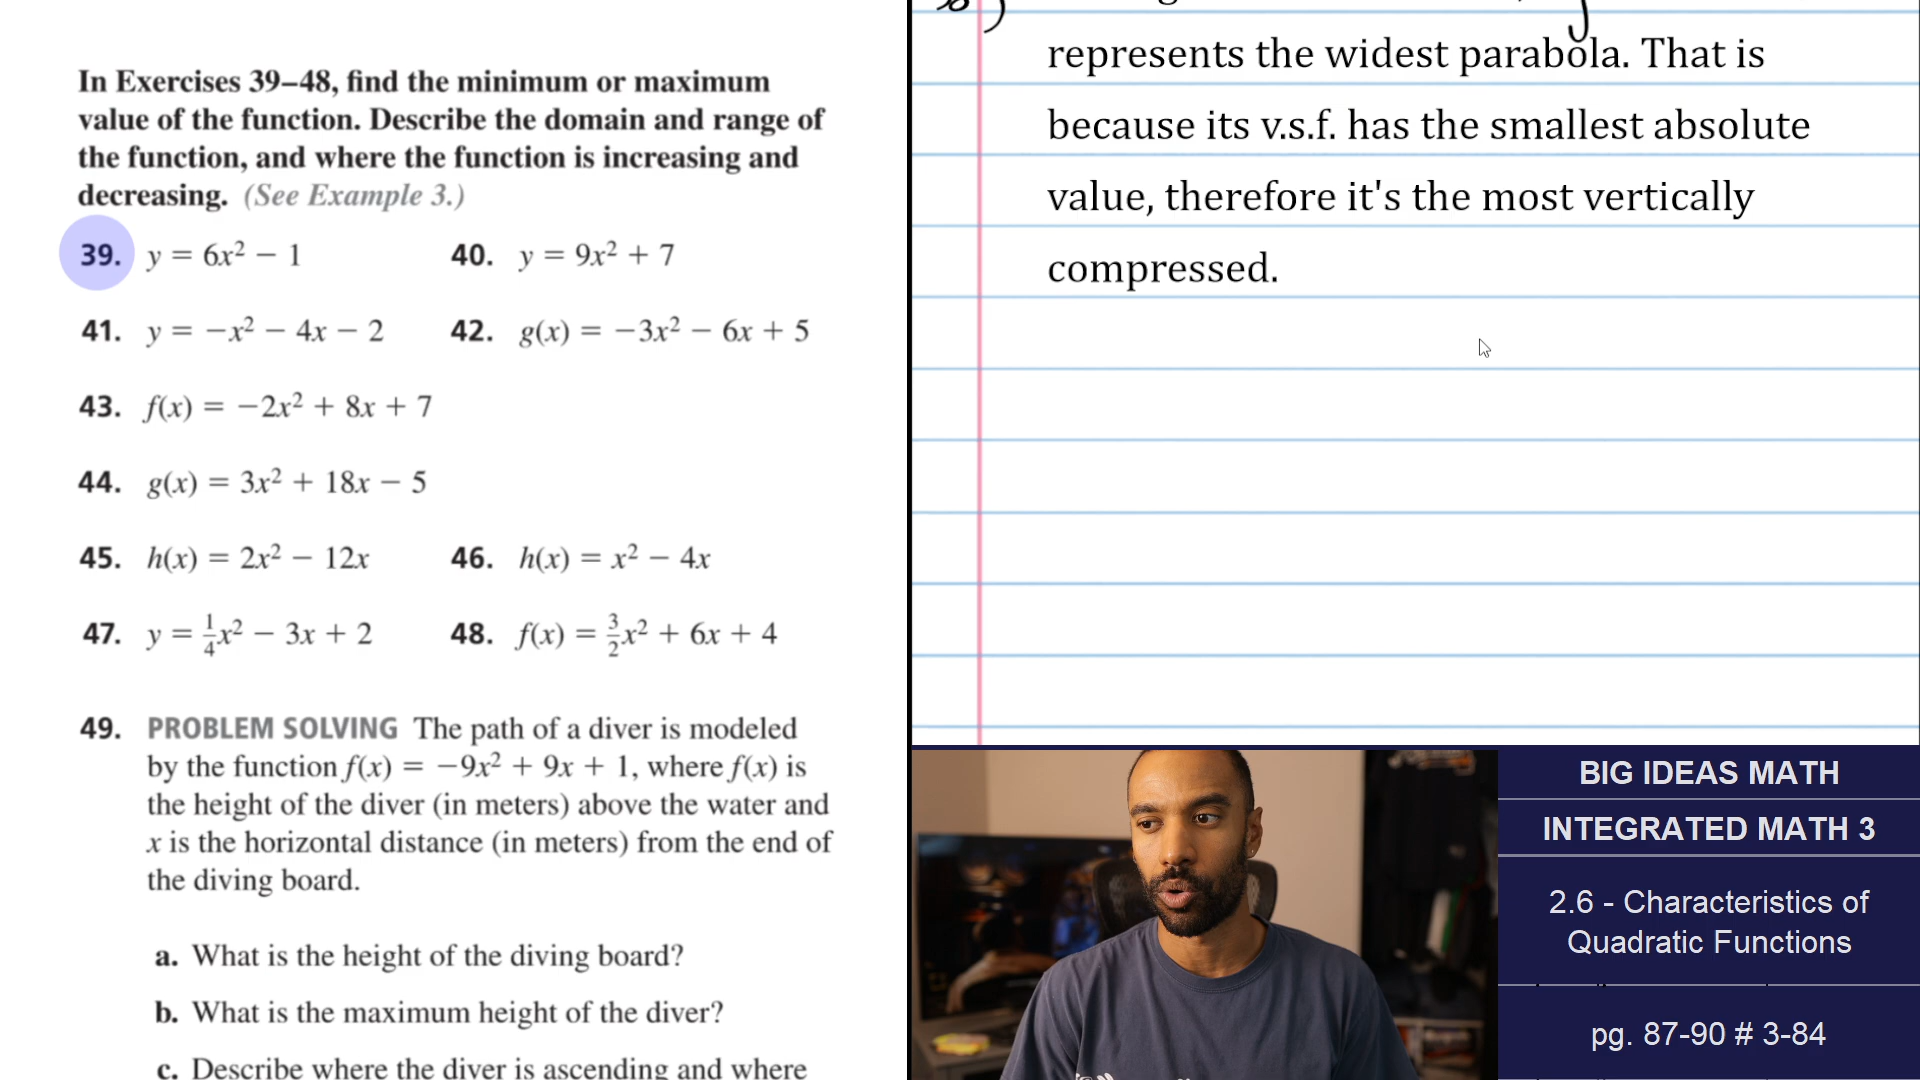 In Exercises 39–48, find the minimum or maximum
value of the function. Describe the domain and range of
the function, and where the function is increasing and
decreasing. (See Example 3.)
39. y = 6x² − 1
40. y = 9x² + 7
41. y = −x² − 4x − 2
42. g(x) = −3x² − 6x + 5
43. f(x) = −2x² + 8x + 7
44. g(x) = 3x² + 18x − 5
45. h(x) = 2x² − 12x
46. h(x) = x² − 4x
47. y = 1/4x² − 3x + 2
48. f(x) = 3/2x² + 6x + 4
49. PROBLEM SOLVING The path of a diver is modeled
by the function f(x) = −9x² + 9x + 1, where f(x) is
the height of the diver (in meters) above the water and
x is the horizontal distance (in meters) from the end of
the diving board.
a. What is the height of the diving board?
b. What is the maximum height of the diver?
c. Describe where the diver is ascending and where
represents the widest parabola. That is
because its v.s.f. has the smallest absolute
value, therefore it's the most vertically
compressed.
BIG IDEAS MATH
INTEGRATED MATH 3
2.6 - Characteristics of
Quadratic Functions
pg. 87-90 # 3-84